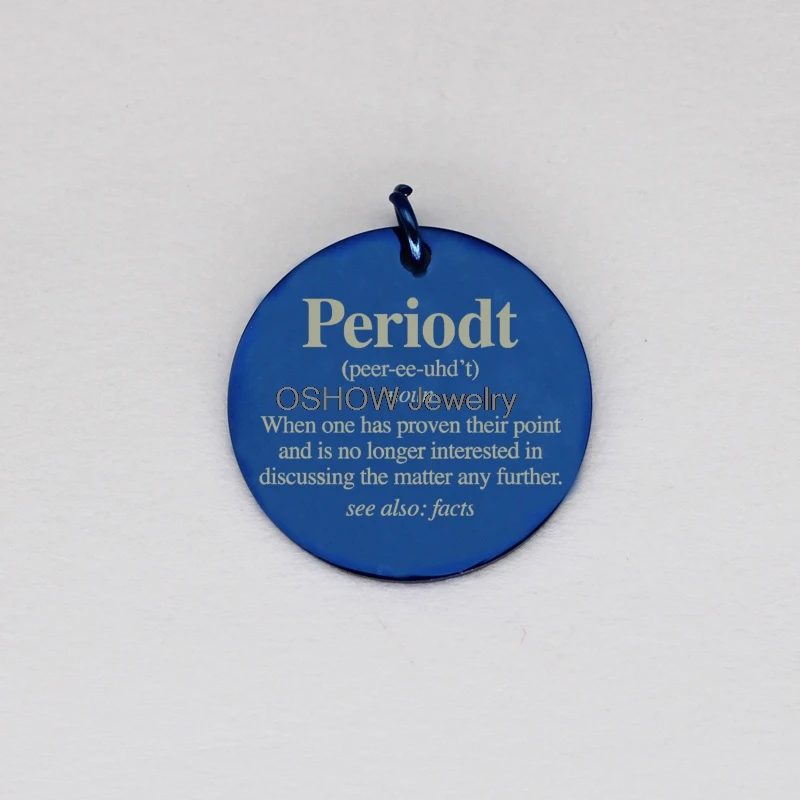 Periodt
(peer-ee-uhd't)
noun
OSHOW Jewelry
When one has proven their point
and is no longer interested in
discussing the matter any further.
see also: facts